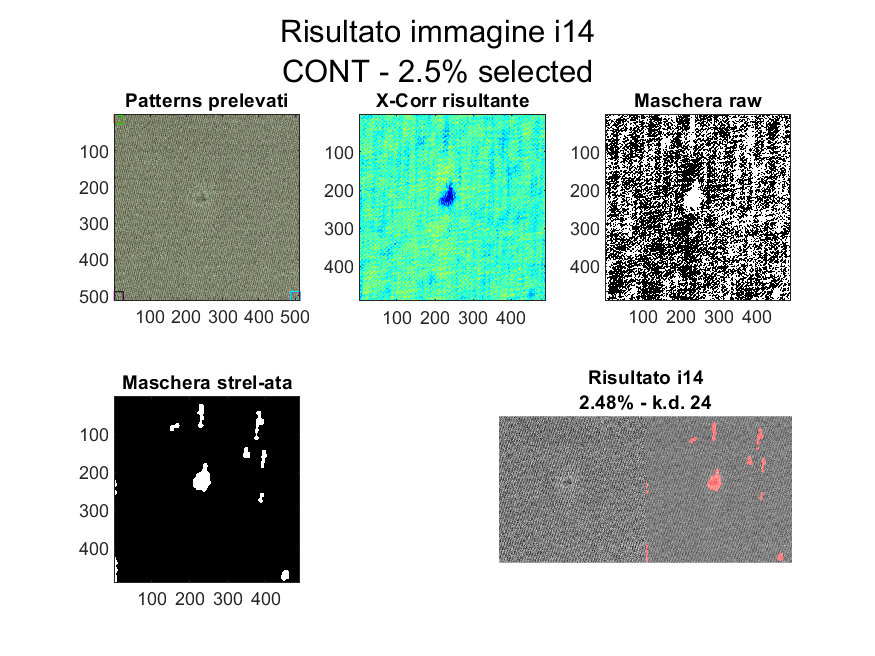 Risultato immagine i14
CONT - 2.5% selected
Patterns prelevati
100
200
300
400
500
100 200 300 400 500
X-Corr risultante
100
200
300
400
100 200 300 400
Maschera raw
100
200
300
400
100 200 300 400
Maschera strel-ata
100
200
300
400
100 200 300 400
Risultato i14
2.48% - k.d. 24